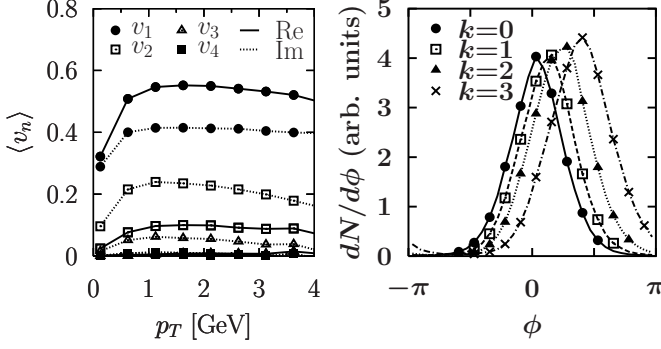 v₁ v₃ Re
v₂ v₄ Im
0.8
0.6
0.4
0.2
0
⟨vₙ⟩
0 1 2 3 4
p_T [GeV]
k=0
k=1
k=2
k=3
5
4
3
2
1
0
dN/dϕ (arb. units)
−π 0 π
ϕ